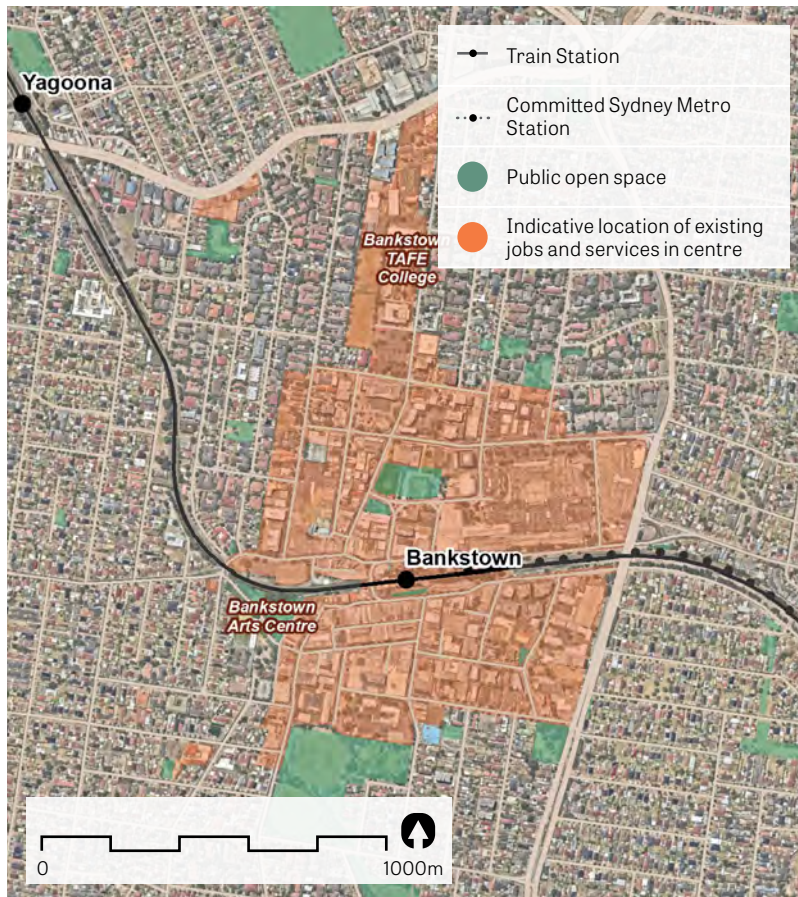 Yagoona
Train Station
Committed Sydney Metro
Station
Public open space
Indicative location of existing
jobs and services in centre
Bankstown
TAFE
College
Bankstown
Bankstown
Arts Centre
0
1000m